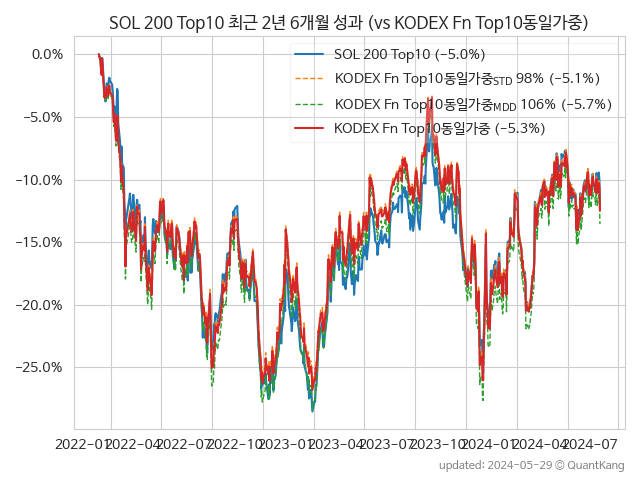 SOL 200 Top10 최근 2년 6개월 성과 (vs KODEX Fn Top10동일가중)
SOL 200 Top10 (−5.0%)
KODEX Fn Top10동일가중STD 98% (−5.1%)
KODEX Fn Top10동일가중MDD 106% (−5.7%)
KODEX Fn Top10동일가중 (−5.3%)
0.0%
−5.0%
−10.0%
−15.0%
−20.0%
−25.0%
2022-01 2022-04 2022-07 2022-10 2023-01 2023-04 2023-07 2023-10 2024-01 2024-04 2024-07
updated: 2024-05-29 © QuantKang